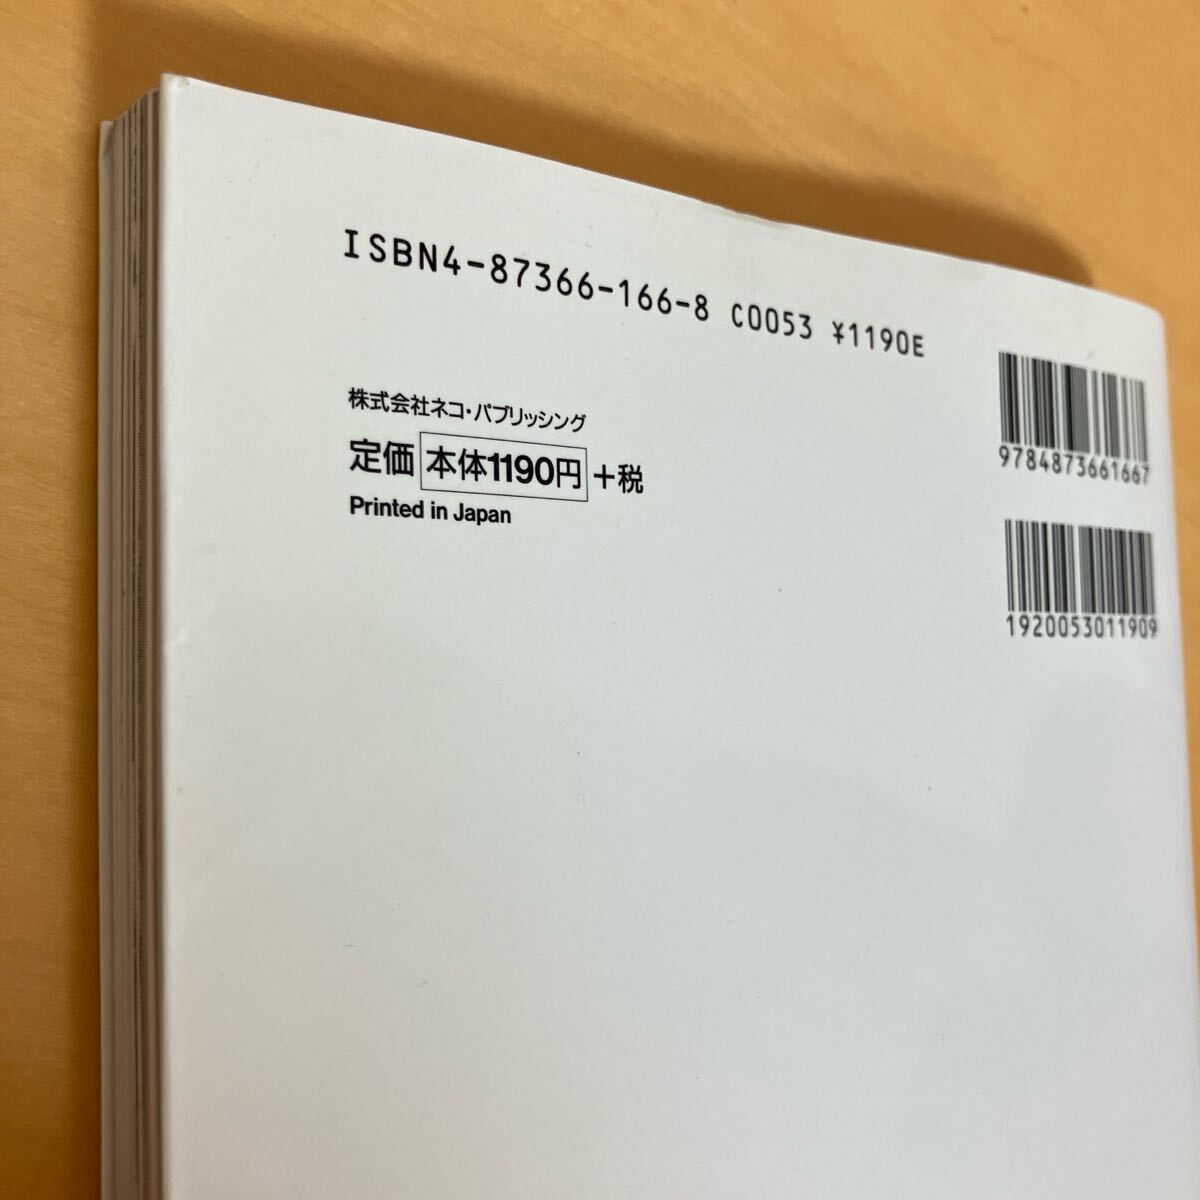 ISBN4-87366-166-8 C0053 ¥1190E
株式会社ネコ・パブリッシング
定価 本体1190円 +税
Printed in Japan
9784873661667
1920053011909